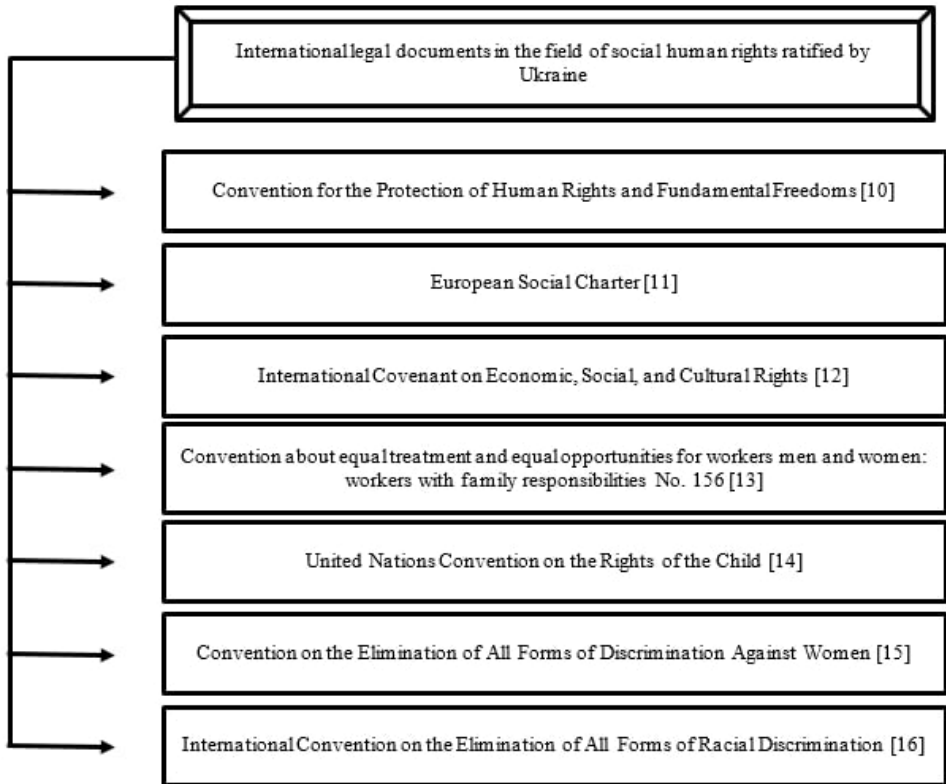 International legal documents in the field of social human rights ratified by
Ukraine
Convention for the Protection of Human Rights and Fundamental Freedoms [10]
European Social Charter [11]
International Covenant on Economic, Social, and Cultural Rights [12]
Convention about equal treatment and equal opportunities for workers men and women:
workers with family responsibilities No. 156 [13]
United Nations Convention on the Rights of the Child [14]
Convention on the Elimination of All Forms of Discrimination Against Women [15]
International Convention on the Elimination of All Forms of Racial Discrimination [16]